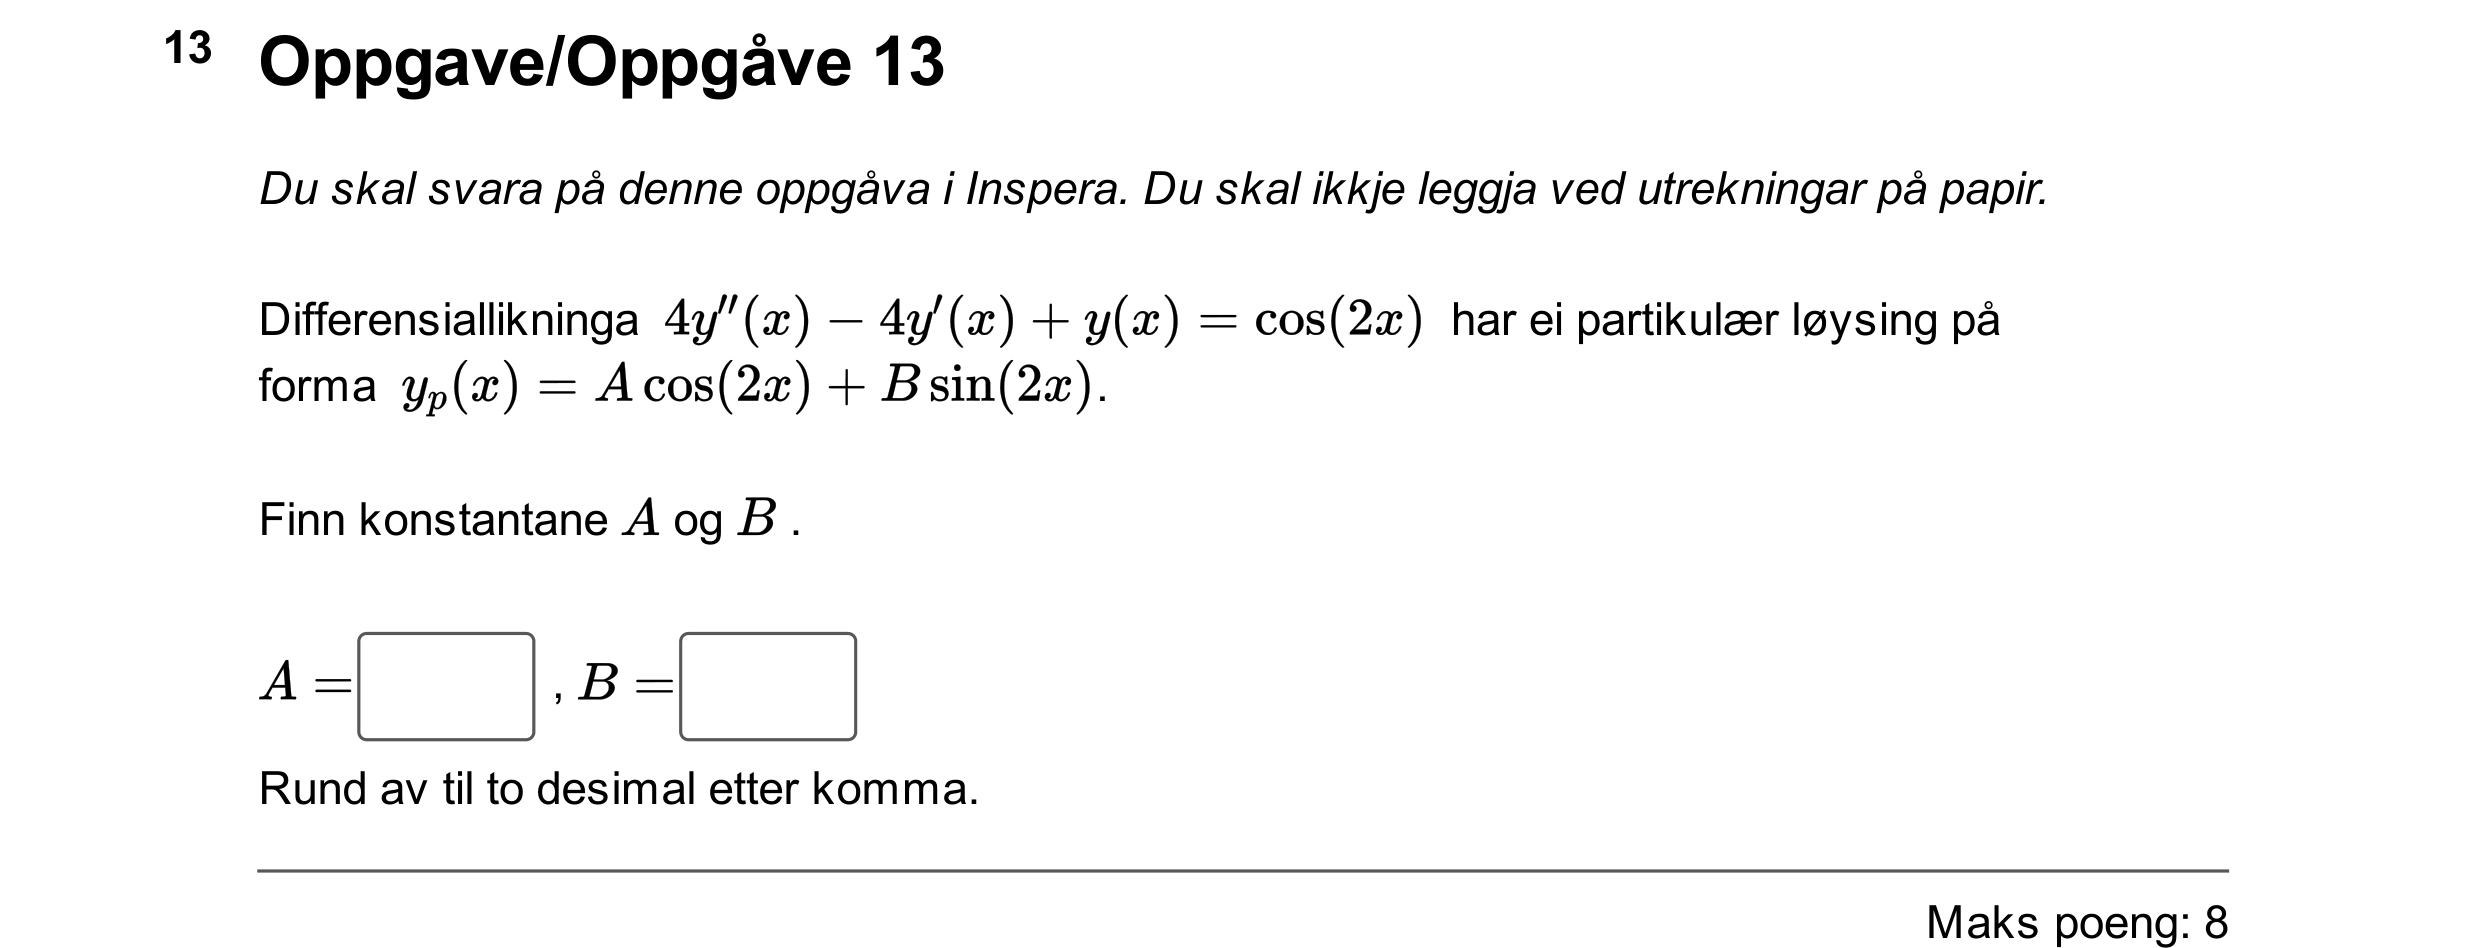 13 Oppgave/Oppgåve 13
Du skal svara på denne oppgåva i Inspera. Du skal ikkje leggja ved utrekningar på papir.
Differensiallikninga 4y′′(x) − 4y′(x) + y(x) = cos(2x) har ei partikulær løysing på
forma yₚ(x) = A cos(2x) + B sin(2x).
Finn konstantane A og B .
A = , B =
Rund av til to desimal etter komma.
Maks poeng: 8